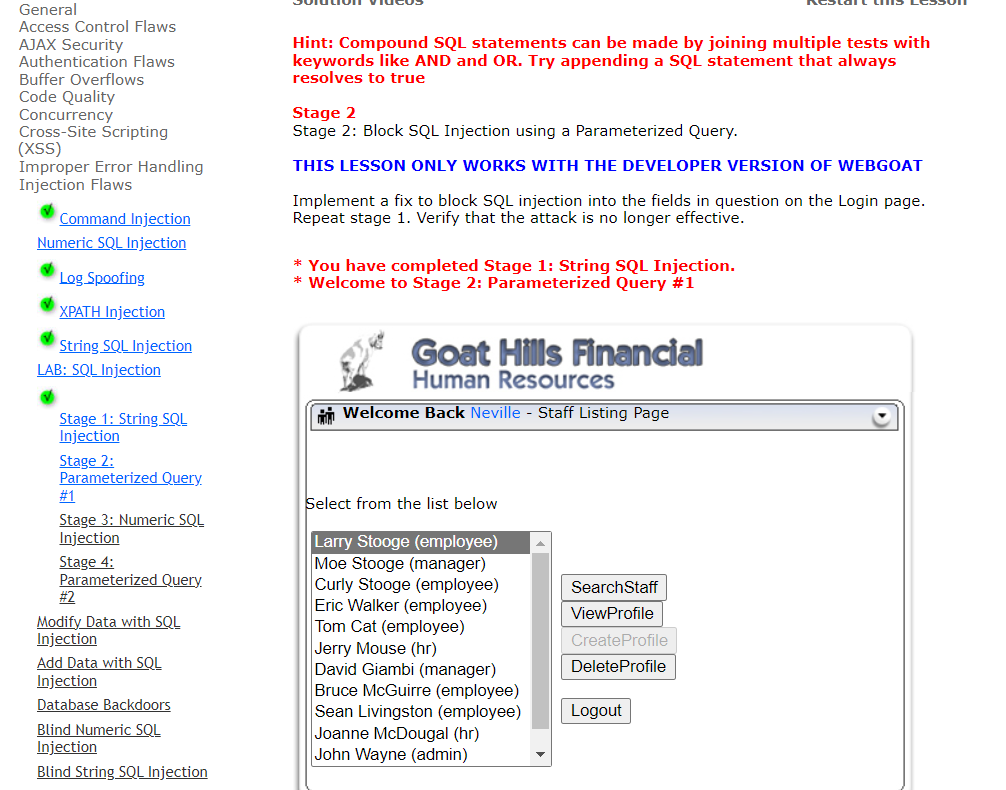 Solution Videos
Restart this Lesson
General
Access Control Flaws
AJAX Security
Authentication Flaws
Buffer Overflows
Code Quality
Concurrency
Cross-Site Scripting
(XSS)
Improper Error Handling
Injection Flaws
Command Injection
Numeric SQL Injection
Log Spoofing
XPATH Injection
String SQL Injection
LAB: SQL Injection
Stage 1: String SQL
Injection
Stage 2:
Parameterized Query
#1
Stage 3: Numeric SQL
Injection
Stage 4:
Parameterized Query
#2
Modify Data with SQL
Injection
Add Data with SQL
Injection
Database Backdoors
Blind Numeric SQL
Injection
Blind String SQL Injection
Hint: Compound SQL statements can be made by joining multiple tests with
keywords like AND and OR. Try appending a SQL statement that always
resolves to true
Stage 2
Stage 2: Block SQL Injection using a Parameterized Query.
THIS LESSON ONLY WORKS WITH THE DEVELOPER VERSION OF WEBGOAT
Implement a fix to block SQL injection into the fields in question on the Login page.
Repeat stage 1. Verify that the attack is no longer effective.
* You have completed Stage 1: String SQL Injection.
* Welcome to Stage 2: Parameterized Query #1
Goat Hills Financial
Human Resources
Welcome Back Neville - Staff Listing Page
Select from the list below
Larry Stooge (employee)
Moe Stooge (manager)
Curly Stooge (employee)
Eric Walker (employee)
Tom Cat (employee)
Jerry Mouse (hr)
David Giambi (manager)
Bruce McGuirre (employee)
Sean Livingston (employee)
Joanne McDougal (hr)
John Wayne (admin)
SearchStaff
ViewProfile
CreateProfile
DeleteProfile
Logout